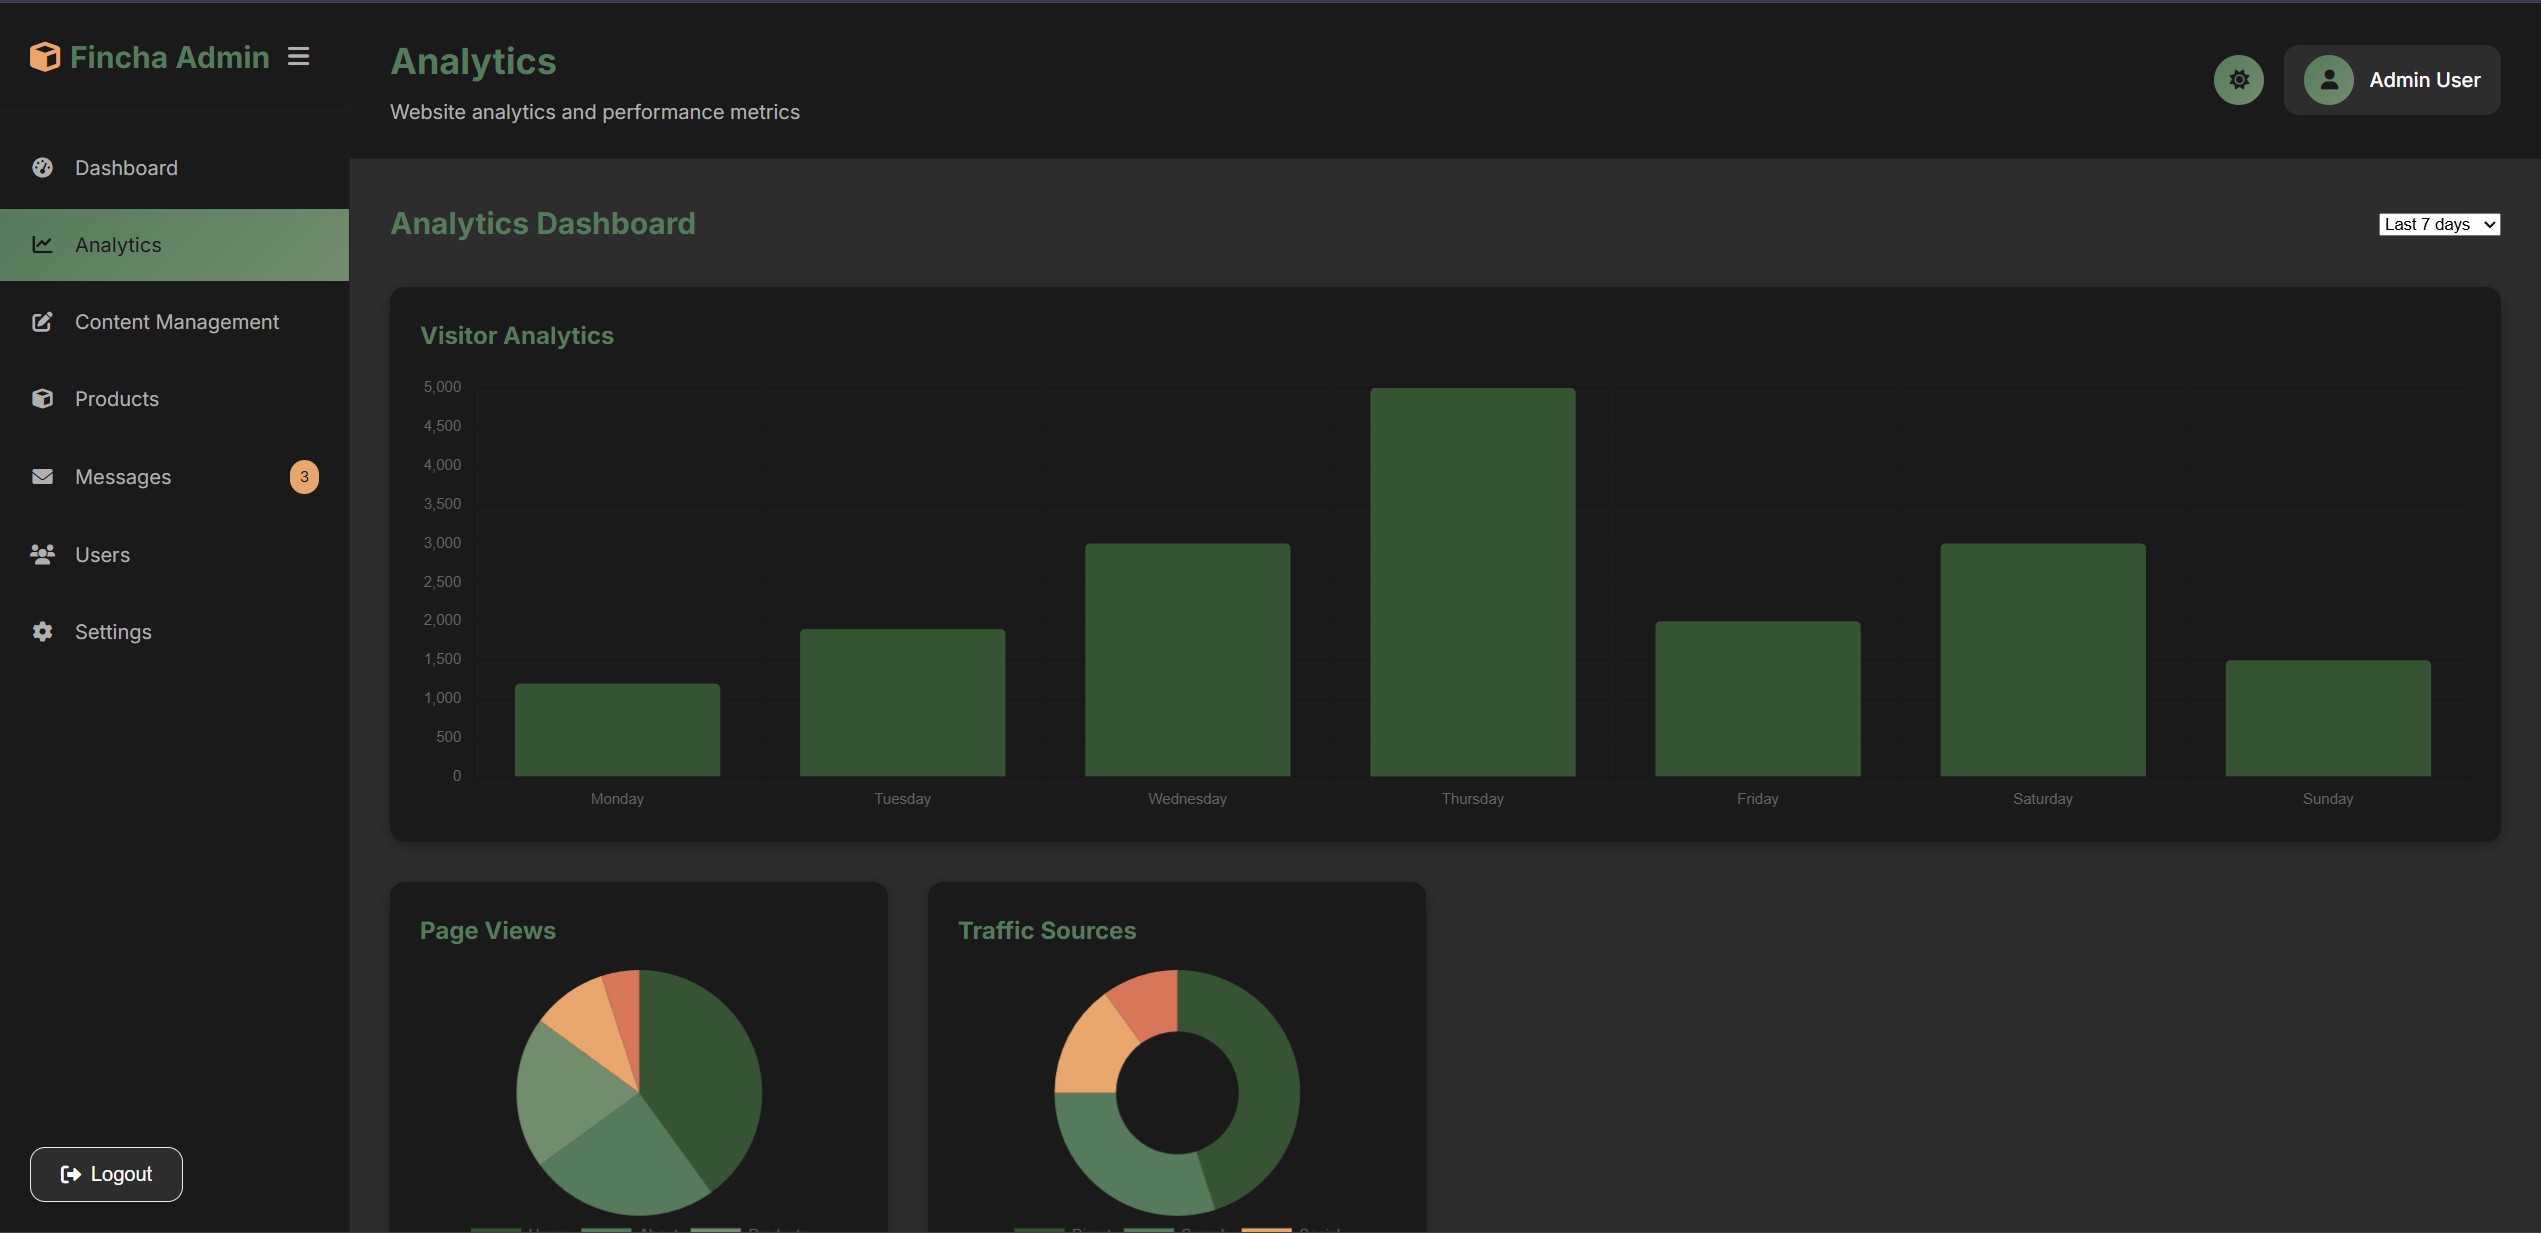 Fincha Admin
Dashboard
Analytics
Content Management
Products
Messages
3
Users
Settings
Logout
Analytics
Website analytics and performance metrics
Admin User
Analytics Dashboard
Last 7 days
Visitor Analytics
5,000
4,500
4,000
3,500
3,000
2,500
2,000
1,500
1,000
500
0
Monday Tuesday Wednesday Thursday Friday Saturday Sunday
Page Views
Traffic Sources